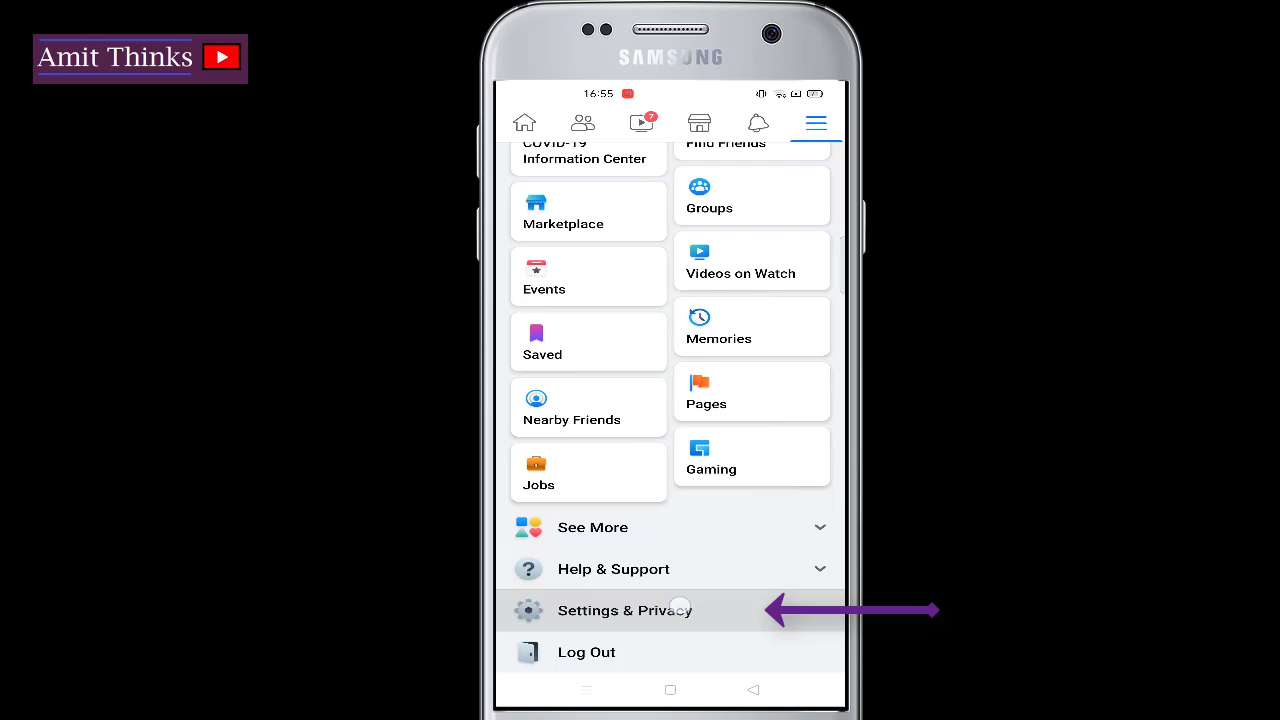 Amit Thinks
SAMSUNG
16:55
7
COVID-19
Information Center
Find Friends
Marketplace
Groups
Events
Videos on Watch
Saved
Memories
Nearby Friends
Pages
Jobs
Gaming
See More
Help & Support
Settings & Privacy
Log Out